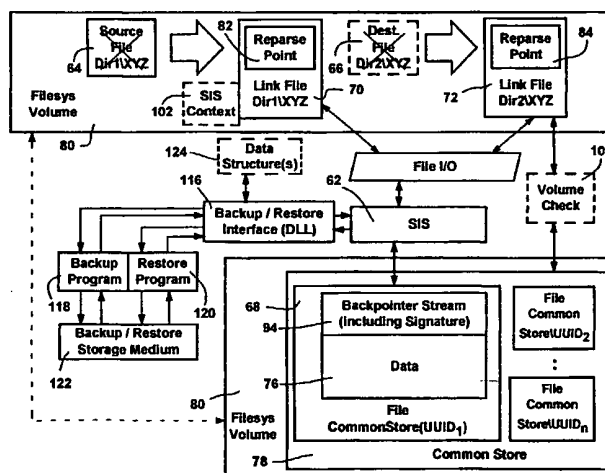 Source
File
Dir1\XYZ
64
82
Reparse
Point
Link File
Dir1\XYZ
70
SIS
Context
102
Dest.
File
Dir2\XYZ
66
Reparse
Point
84
Link File
Dir2\XYZ
72
Filesys
Volume
80
Data
Structure(s)
124
116
Backup / Restore
Interface (DLL)
62
File I/O
SIS
10
Volume
Check
Backup
Program
Restore
Program
118
120
Backup / Restore
Storage Medium
122
68
Backpointer Stream
(including Signature)
94
Data
76
File
CommonStore(UUID1)
File
Common
Store\UUID2
File
Common
Store\UUIDn
80
Filesys
Volume
78
Common Store